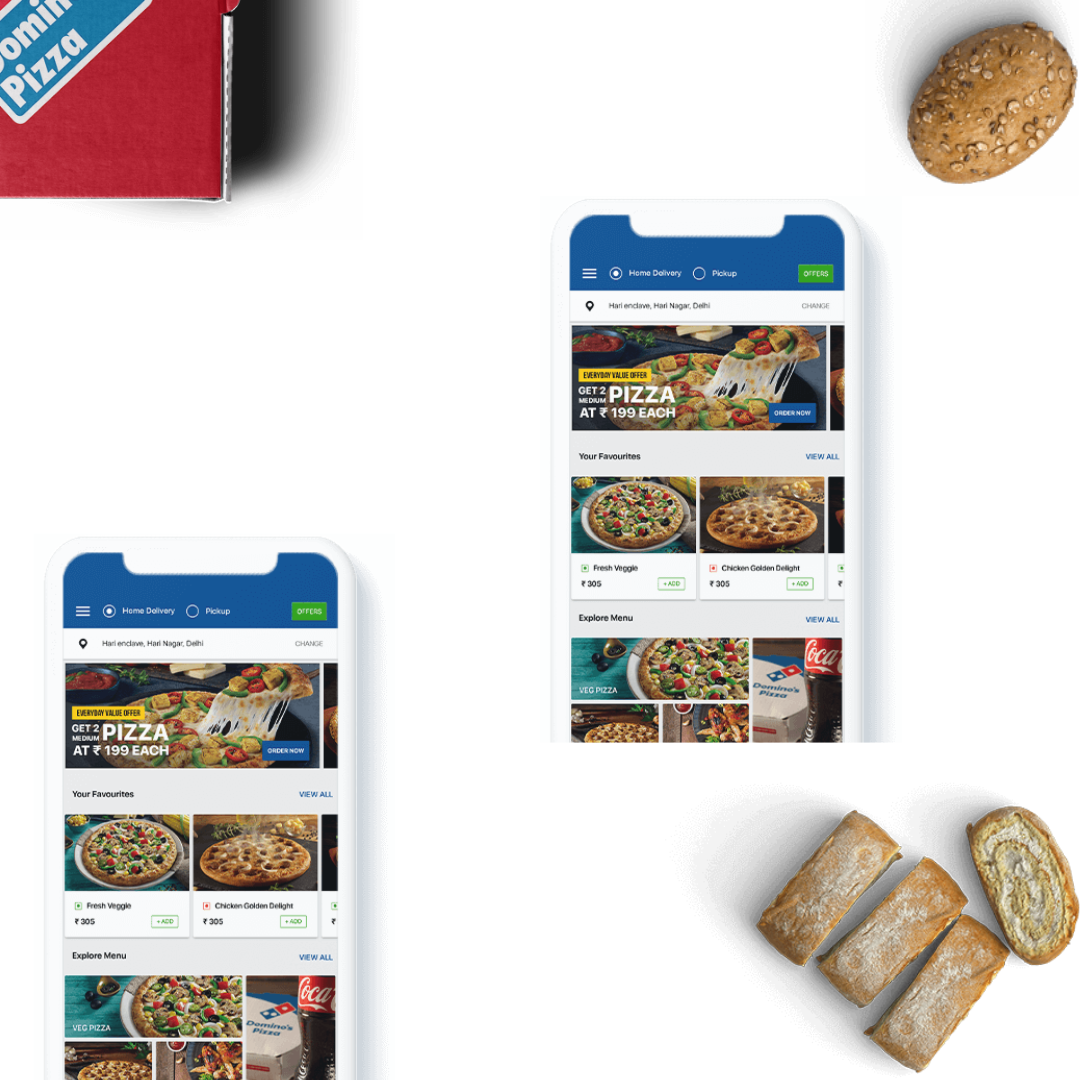 Pizza
Home Delivery
Pickup
OFFERS
Hari enclave, Hari Nagar, Delhi
CHANGE
EVERYDAY VALUE OFFER
GET 2
MEDIUM
PIZZA
AT ₹ 199 EACH
ORDER NOW
Your Favourites
VIEW ALL
Fresh Veggie
₹ 305
+ ADD
Chicken Golden Delight
₹ 305
+ ADD
₹
Explore Menu
VIEW ALL
VEG PIZZA
Domino's
Pizza
Home Delivery
Pickup
OFFERS
Hari enclave, Hari Nagar, Delhi
CHANGE
EVERYDAY VALUE OFFER
GET 2
MEDIUM
PIZZA
AT ₹ 199 EACH
ORDER NOW
Your Favourites
VIEW ALL
Fresh Veggie
₹ 305
+ ADD
Chicken Golden Delight
₹ 305
+ ADD
₹
Explore Menu
VIEW ALL
VEG PIZZA
Domino's
Pizza